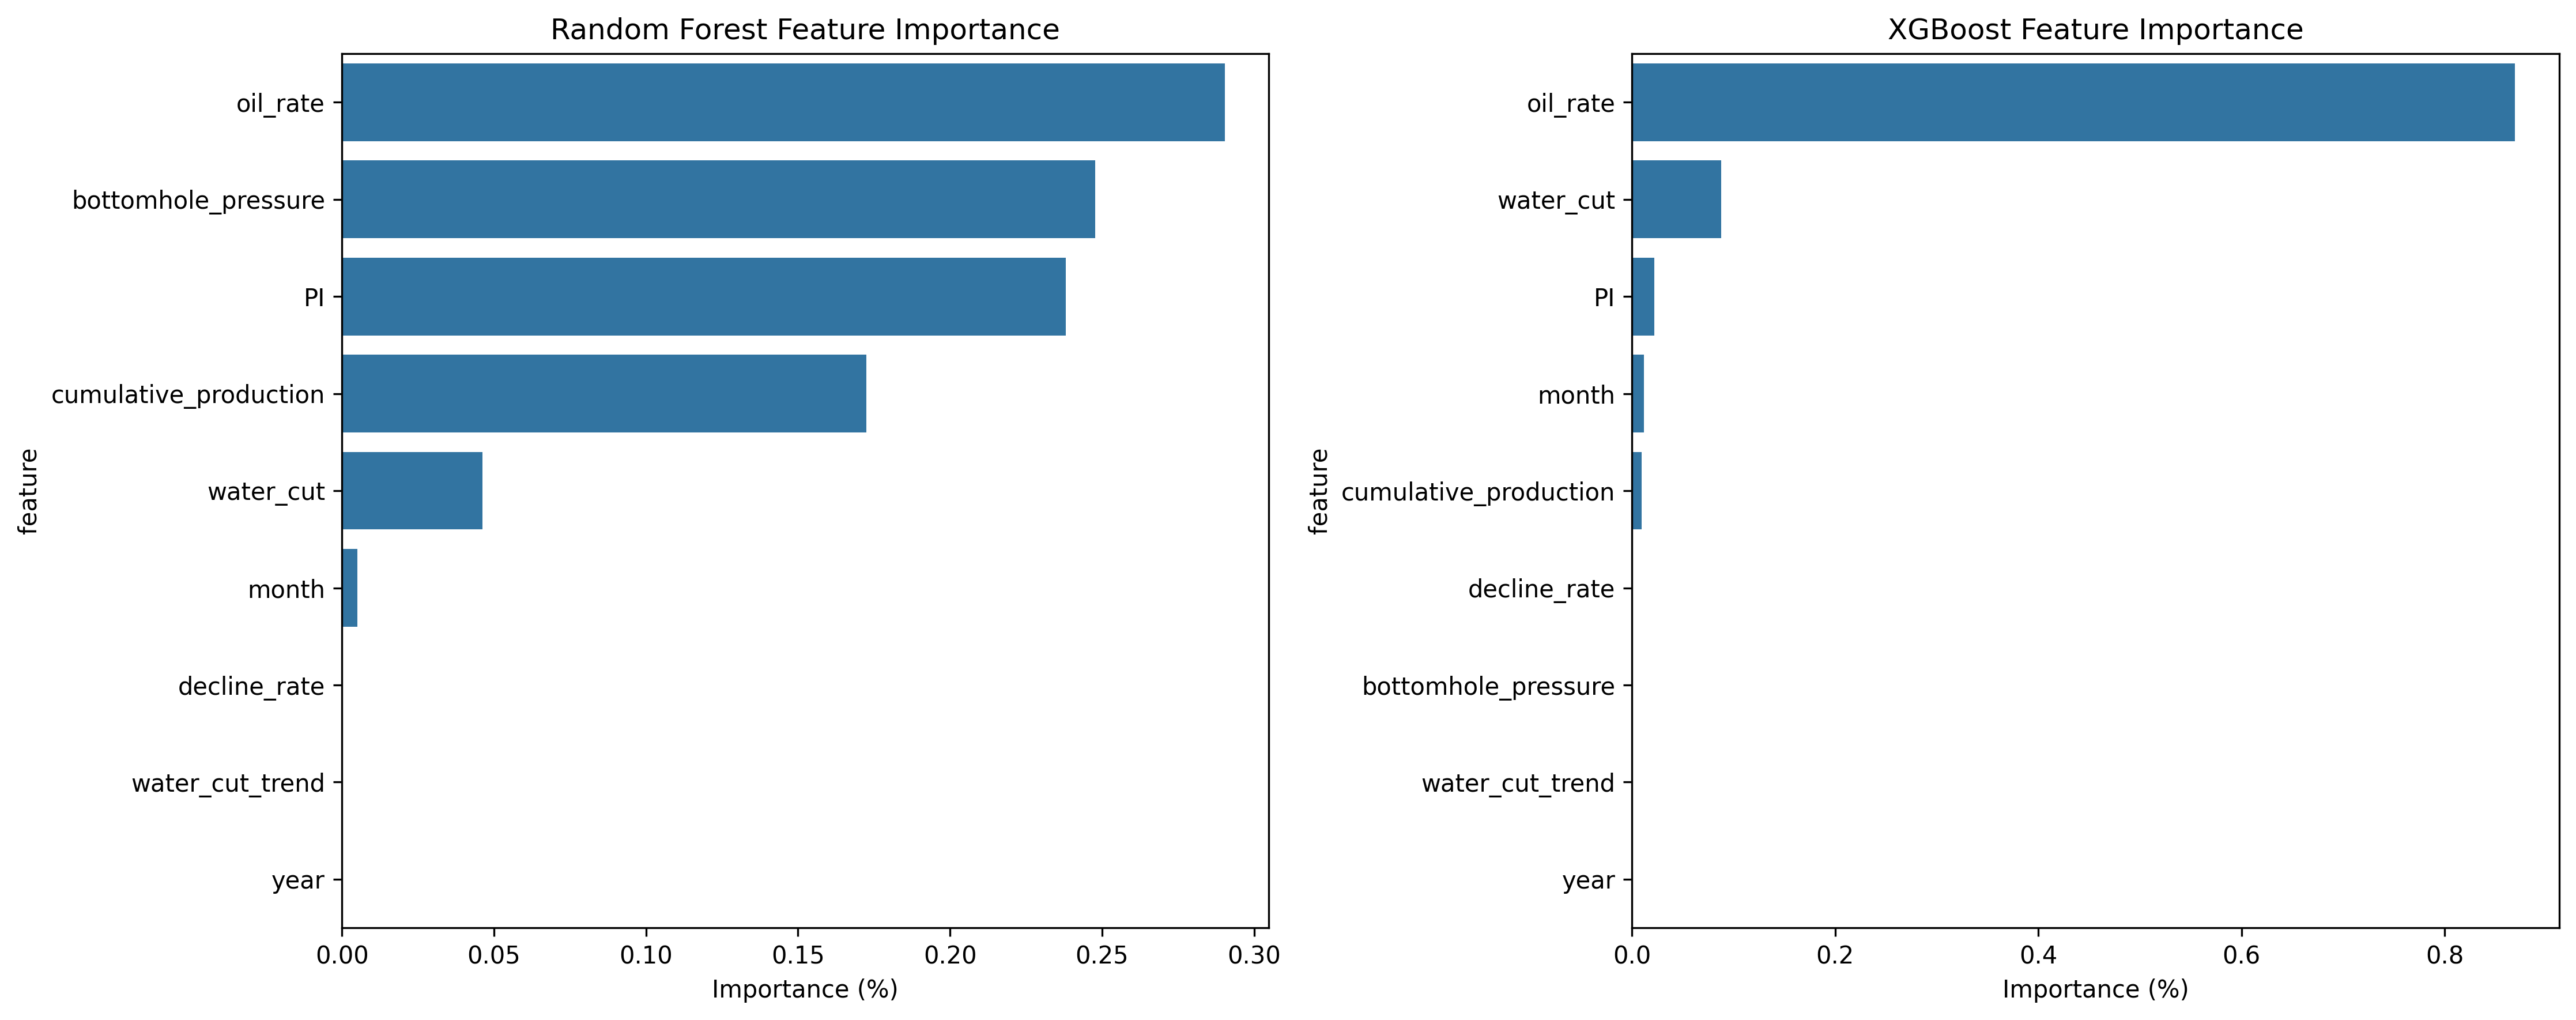 Random Forest Feature Importance
feature
oil_rate
bottomhole_pressure
PI
cumulative_production
water_cut
month
decline_rate
water_cut_trend
year
0.00 0.05 0.10 0.15 0.20 0.25 0.30
Importance (%)
XGBoost Feature Importance
feature
oil_rate
water_cut
PI
month
cumulative_production
decline_rate
bottomhole_pressure
water_cut_trend
year
0.0 0.2 0.4 0.6 0.8
Importance (%)